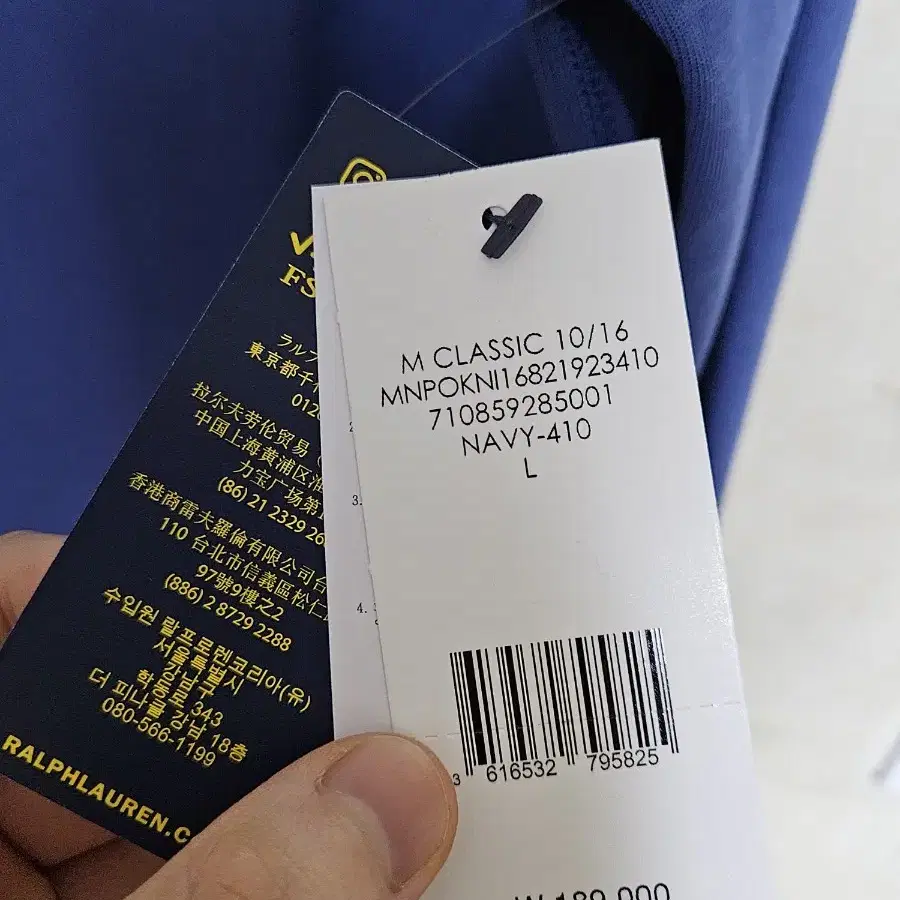 M CLASSIC 10/16
MNPOKNI16821923410
710859285001
NAVY-410
L
3 616532 795825
東京都千
拉尔夫劳伦贸易（
中国上海黄浦区淮
力宝广场第
(86) 21 2329 26
香港商雷夫羅倫有限公司台
110 台北市信義區松仁
97號9樓之2
(886) 2 8729 2288
수입원 랄프로렌코리아(유)
서울특별시
강남구
학동로 343
더 피나클 강남 18층
080-566-1199
RALPHLAUREN.C
3.
4.